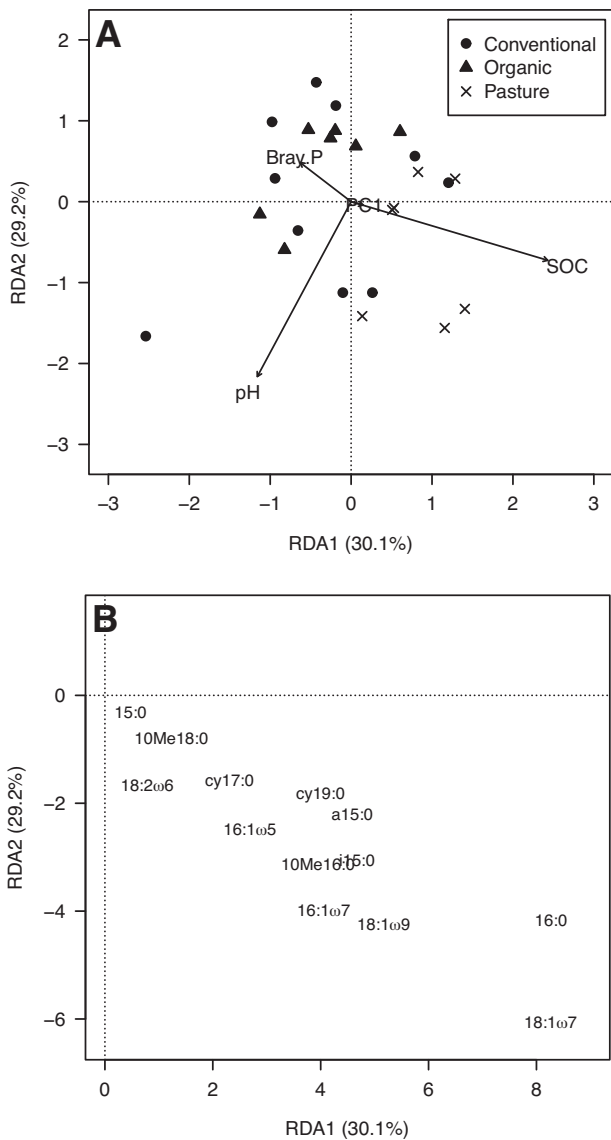 A
Conventional
Organic
Pasture
2
1
0
−1
−2
−3
RDA2 (29.2%)
Bray.P
PC1
SOC
pH
−3 −2 −1 0 1 2 3
RDA1 (30.1%)
B
0
−2
−4
−6
RDA2 (29.2%)
15:0
10Me18:0
18:2ω6
cy17:0
cy19:0
a15:0
16:1ω5
10Me16:0
i15:0
16:1ω7
18:1ω9
16:0
18:1ω7
0 2 4 6 8
RDA1 (30.1%)